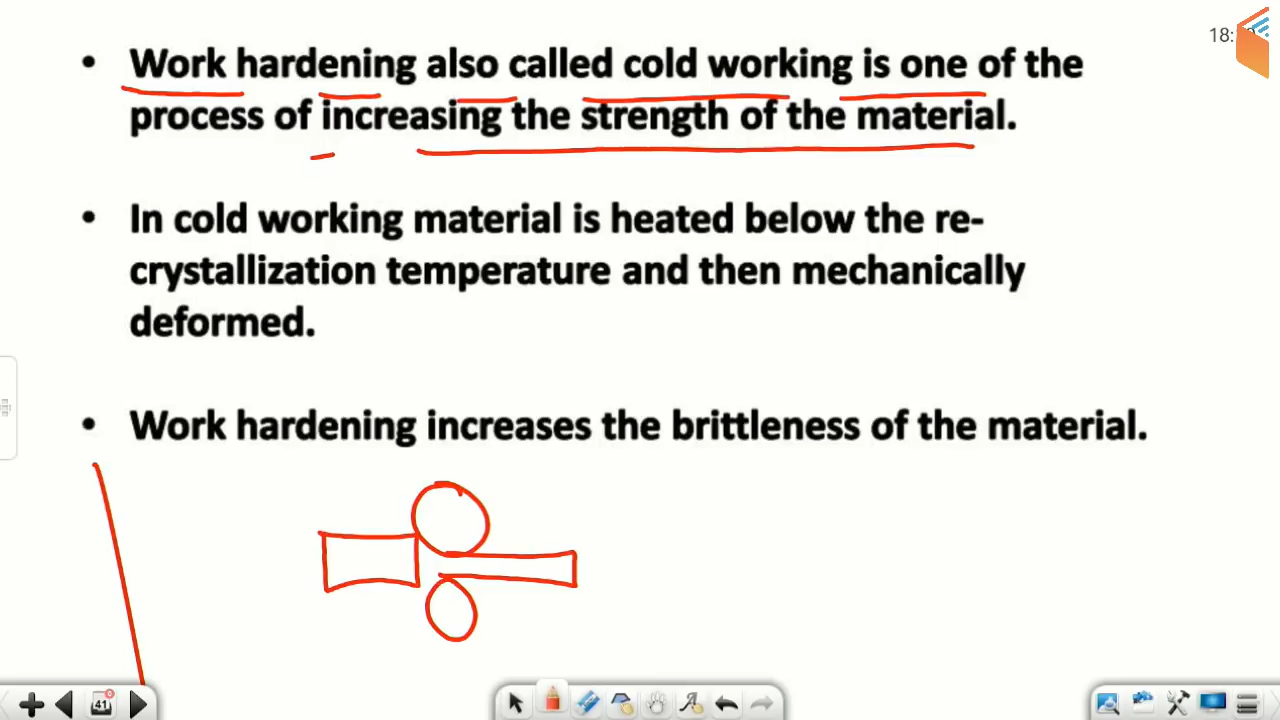 18:
• Work hardening also called cold working is one of the
process of increasing the strength of the material.
• In cold working material is heated below the re-
crystallization temperature and then mechanically
deformed.
• Work hardening increases the brittleness of the material.
41